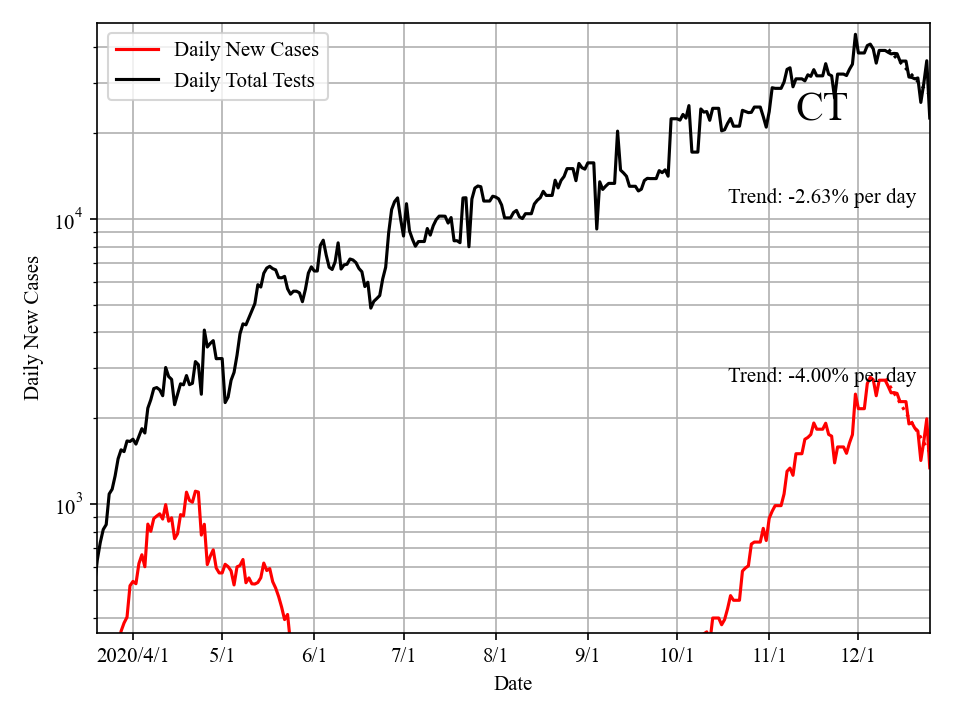 Daily New Cases
Daily Total Tests
CT
Trend: -2.63% per day
Trend: -4.00% per day
10^4
10^3
Daily New Cases
2020/4/1 5/1 6/1 7/1 8/1 9/1 10/1 11/1 12/1
Date